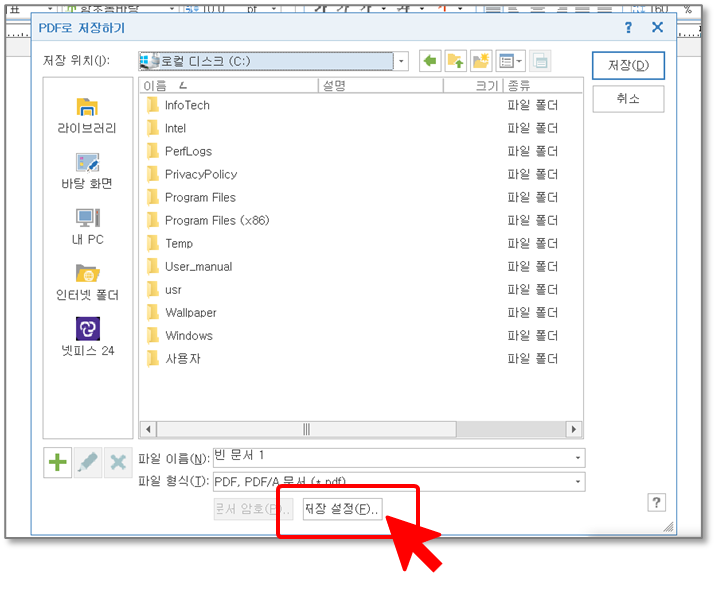 PDF로 저장하기
저장 위치(I):
로컬 디스크 (C:)
저장(D)
취소
이름 설명 크기 종류
InfoTech 파일 폴더
Intel 파일 폴더
PerfLogs 파일 폴더
PrivacyPolicy 파일 폴더
Program Files 파일 폴더
Program Files (x86) 파일 폴더
Temp 파일 폴더
User_manual 파일 폴더
usr 파일 폴더
Wallpaper 파일 폴더
Windows 파일 폴더
사용자 파일 폴더
라이브러리
바탕 화면
내 PC
인터넷 폴더
넷피스 24
파일 이름(N): 빈 문서 1
파일 형식(T): PDF, PDF/A 문서 (*.pdf)
저장 설정(F)..